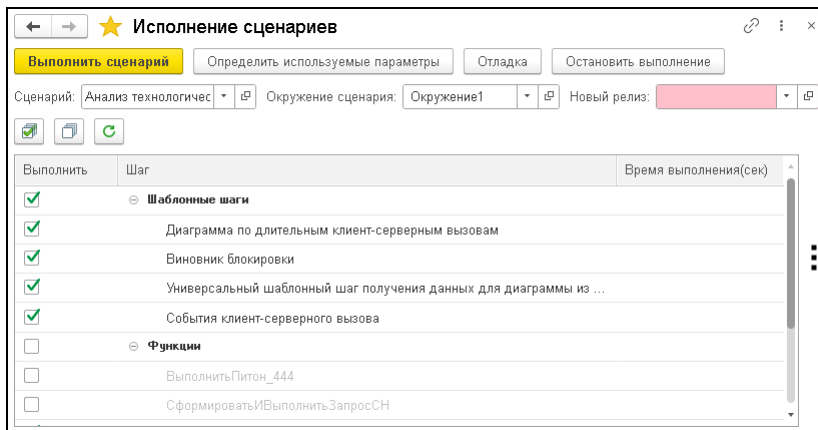 Исполнение сценариев
Выполнить сценарий Определить используемые параметры Отладка Остановить выполнение
Сценарий: Анализ технологичес Окружение сценария: Окружение1 Новый релиз:
Выполнить Шаг Время выполнения(сек)
Шаблонные шаги
Диаграмма по длительным клиент-серверным вызовам
Виновник блокировки
Универсальный шаблонный шаг получения данных для диаграммы из ...
События клиент-серверного вызова
Функции
ВыполнитьПитон_444
СформироватьИВыполнитьЗапросСН